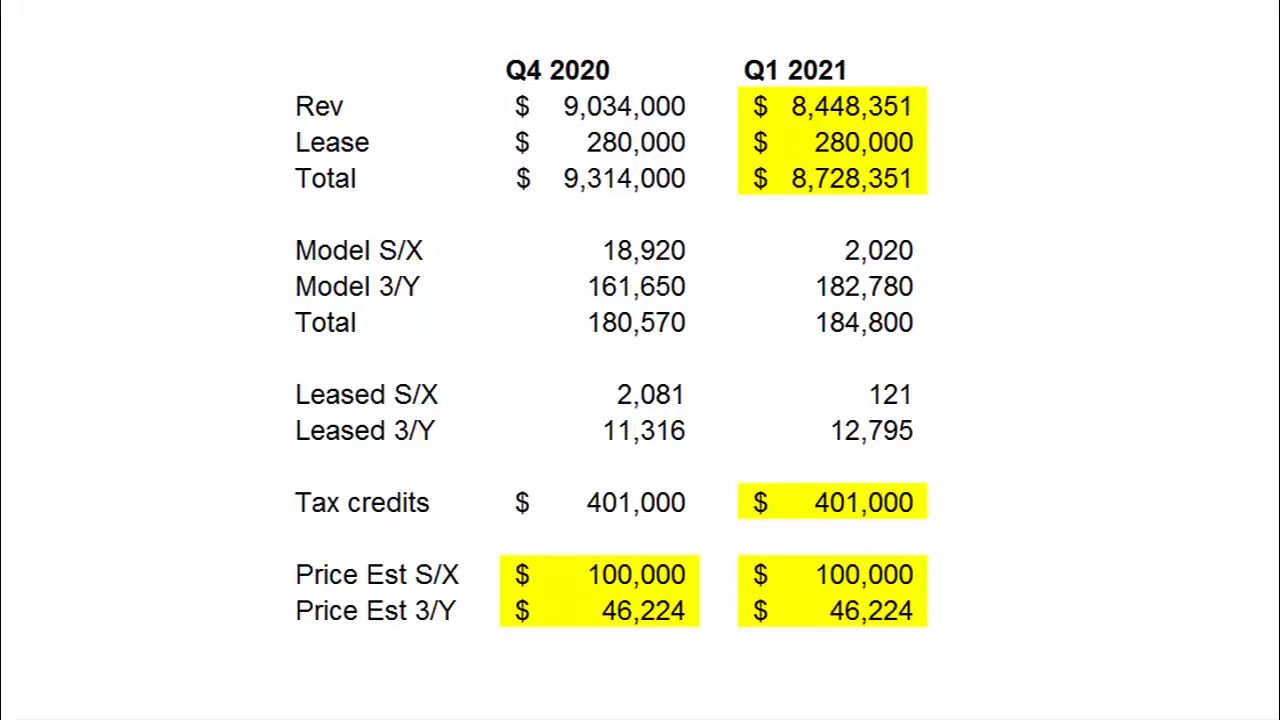 Q4 2020 Q1 2021
Rev $ 9,034,000 $ 8,448,351
Lease $ 280,000 $ 280,000
Total $ 9,314,000 $ 8,728,351
Model S/X 18,920 2,020
Model 3/Y 161,650 182,780
Total 180,570 184,800
Leased S/X 2,081 121
Leased 3/Y 11,316 12,795
Tax credits $ 401,000 $ 401,000
Price Est S/X $ 100,000 $ 100,000
Price Est 3/Y $ 46,224 $ 46,224